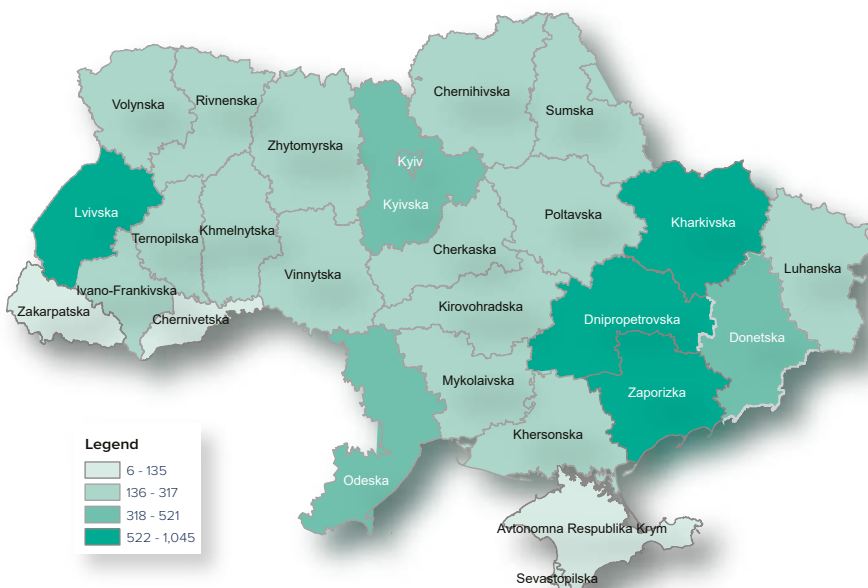 Chernihivska
Volynska
Rivnenska
Sumska
Zhytomyrska
Kyiv
Kyivska
Lvivska
Poltavska
Kharkivska
Ternopilska
Khmelnytska
Cherkaska
Luhanska
Vinnytska
Ivano-Frankivska
Zakarpatska
Kirovohradska
Chernivetska
Dnipropetrovska
Donetska
Mykolaivska
Zaporizka
Khersonska
Odeska
Legend
6 - 135
136 - 317
318 - 521
522 - 1,045
Avtonomna Respublika Krym
Sevastopilska